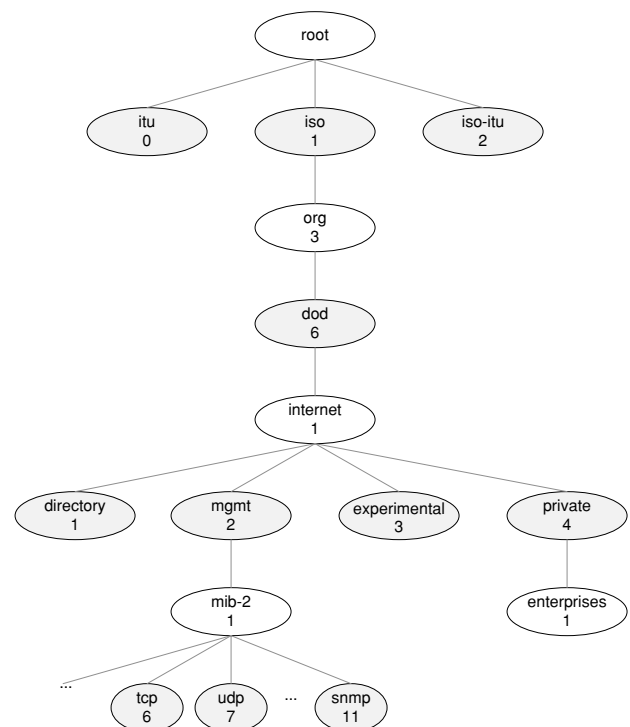 root
itu
0
iso
1
iso-itu
2
org
3
dod
6
internet
1
directory
1
mgmt
2
experimental
3
private
4
mib-2
1
enterprises
1
...
tcp
6
udp
7
...
snmp
11